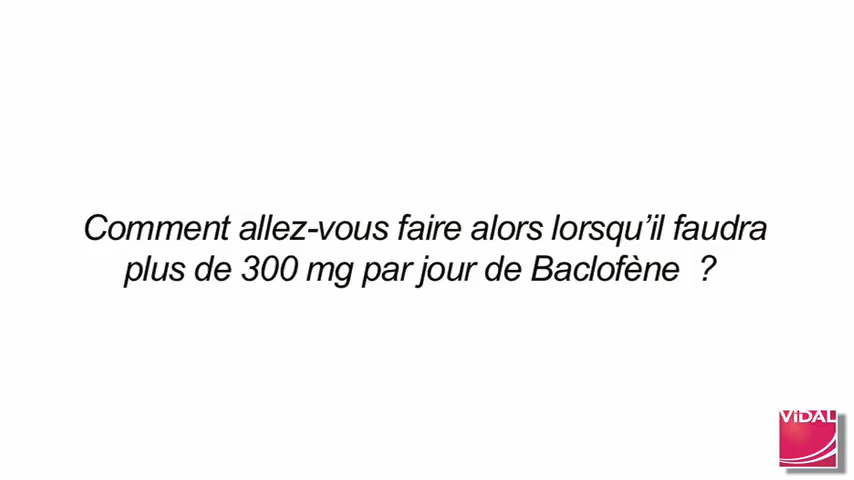 Comment allez-vous faire alors lorsqu'il faudra
plus de 300 mg par jour de Baclofène  ?
ViDAL